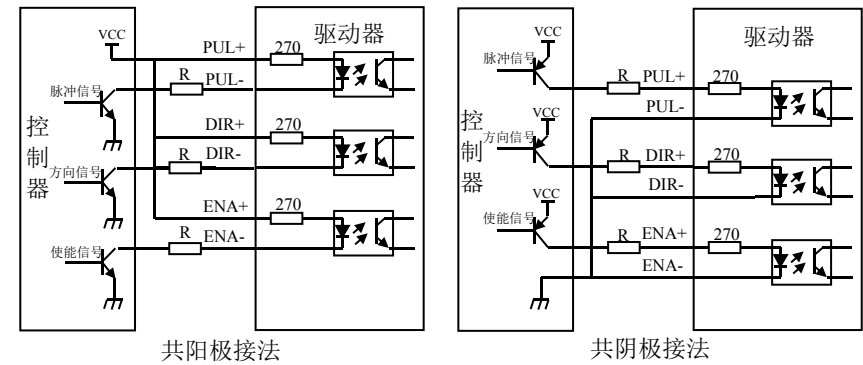 VCC
PUL+
270
驱动器
R
PUL-
脉冲信号
控制器
DIR+
270
R
DIR-
方向信号
ENA+
270
R
ENA-
使能信号
共阳极接法
VCC
驱动器
脉冲信号
R
PUL+
270
PUL-
控制器
VCC
方向信号
R
DIR+
270
DIR-
VCC
使能信号
R
ENA+
270
ENA-
共阴极接法